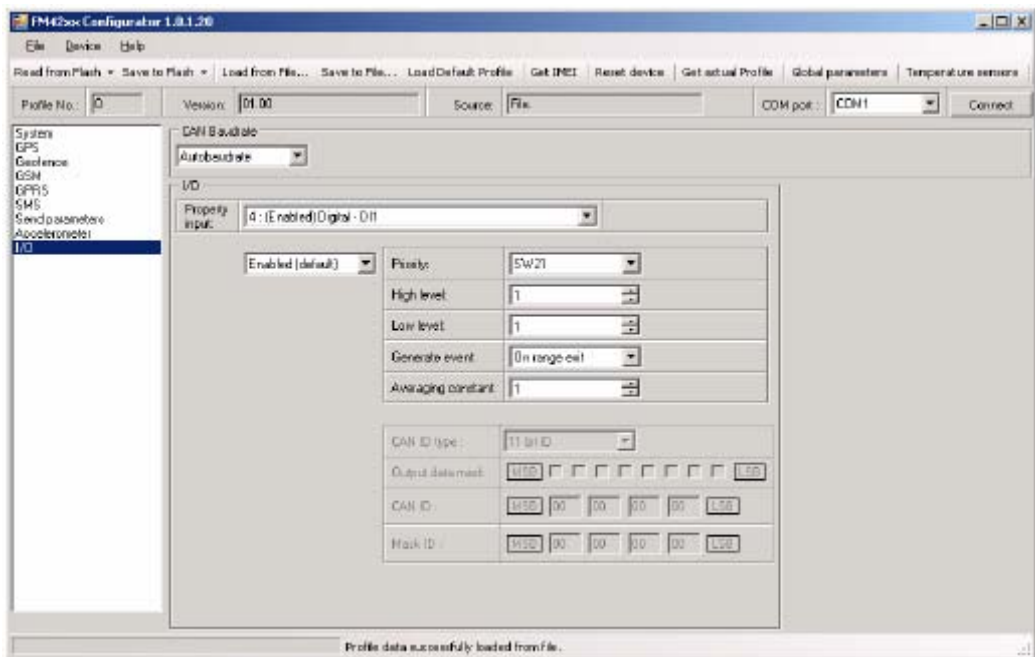 FM42xx Configurator 1.0.1.20
File Device Help
Read from Flash Save to Flash Load from File... Save to File... Load Default Profile Get IMEI Reset device Get actual Profile Global parameters Temperature sensors
Profile No.: 0 Version: 01.00 Source: File. COM port : COM1 Connect
System
GPS
Geofence
GSM
GPRS
SMS
Send parameters
Accelerometer
I/O
CAN Baudrate
Autobaudrate
I/O
Property input: 4 : (Enabled) Digital - DI1
Enabled (default)
Priority: SW21
High level: 1
Low level: 1
Generate event On range exit
Averaging constant 1
CAN ID type : 11 bit ID
Output data mask MSB LSB
CAN ID : MSB 00 00 00 00 LSB
Mask ID : MSB 00 00 00 00 LSB
Profile data successfully loaded from file.